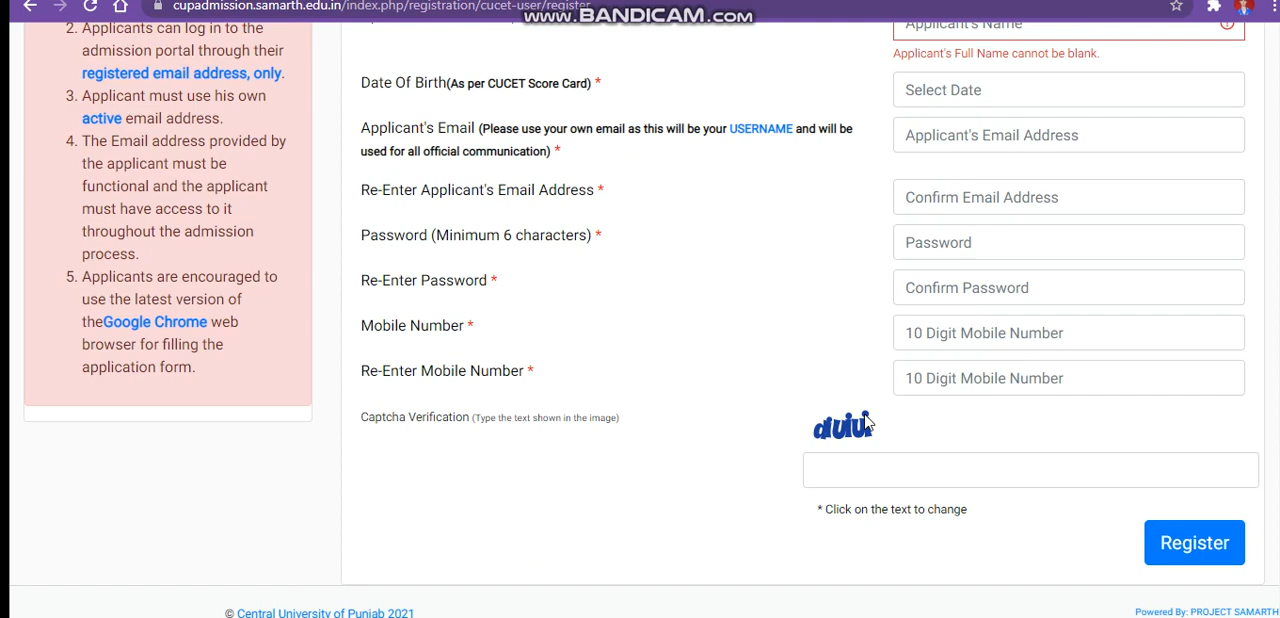 cupadmission.samarth.edu.in/index.php/registration/cucet-user/register
www.BANDICAM.com
2. Applicants can log in to the
admission portal through their
registered email address, only.
3. Applicant must use his own
active email address.
4. The Email address provided by
the applicant must be
functional and the applicant
must have access to it
throughout the admission
process.
5. Applicants are encouraged to
use the latest version of
theGoogle Chrome web
browser for filling the
application form.
Applicant's Name
Applicant's Full Name cannot be blank.
Date Of Birth(As per CUCET Score Card) *
Select Date
Applicant's Email (Please use your own email as this will be your USERNAME and will be
used for all official communication) *
Applicant's Email Address
Re-Enter Applicant's Email Address *
Confirm Email Address
Password (Minimum 6 characters) *
Password
Re-Enter Password *
Confirm Password
Mobile Number *
10 Digit Mobile Number
Re-Enter Mobile Number *
10 Digit Mobile Number
Captcha Verification (Type the text shown in the image)
* Click on the text to change
Register
© Central University of Punjab 2021
Powered By: PROJECT SAMARTH